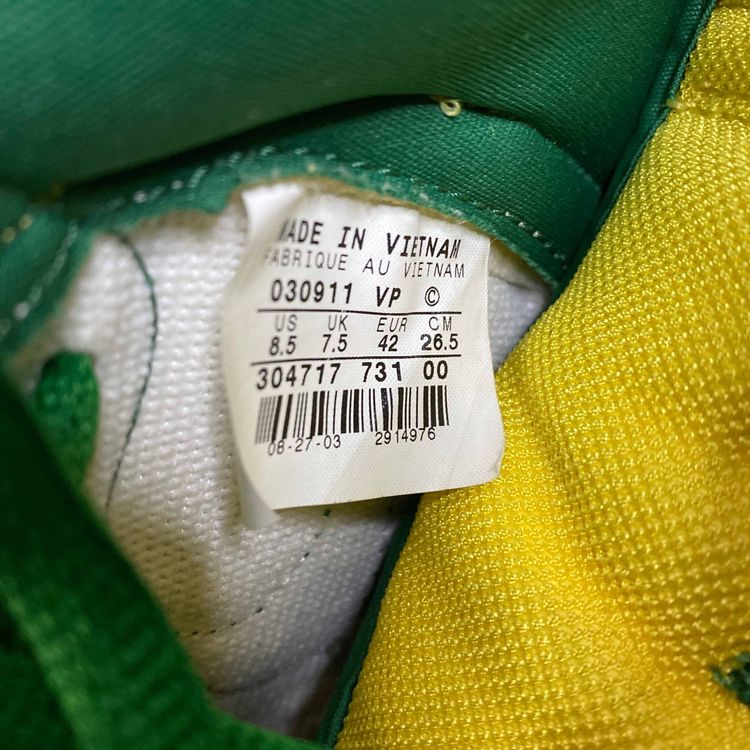 MADE IN VIETNAM
FABRIQUE AU VIETNAM
030911 VP ©
US UK EUR CM
8.5 7.5 42 26.5
304717 731 00
08-27-03 2914976